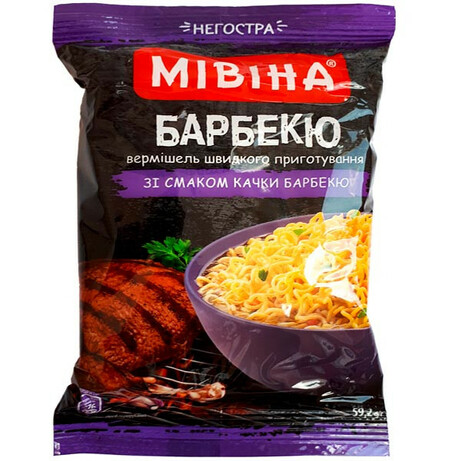 НЕГОСТРА
МІВІНА®
БАРБЕКЮ
вермішель швидкого приготування
ЗІ СМАКОМ КАЧКИ БАРБЕКЮ
59,2